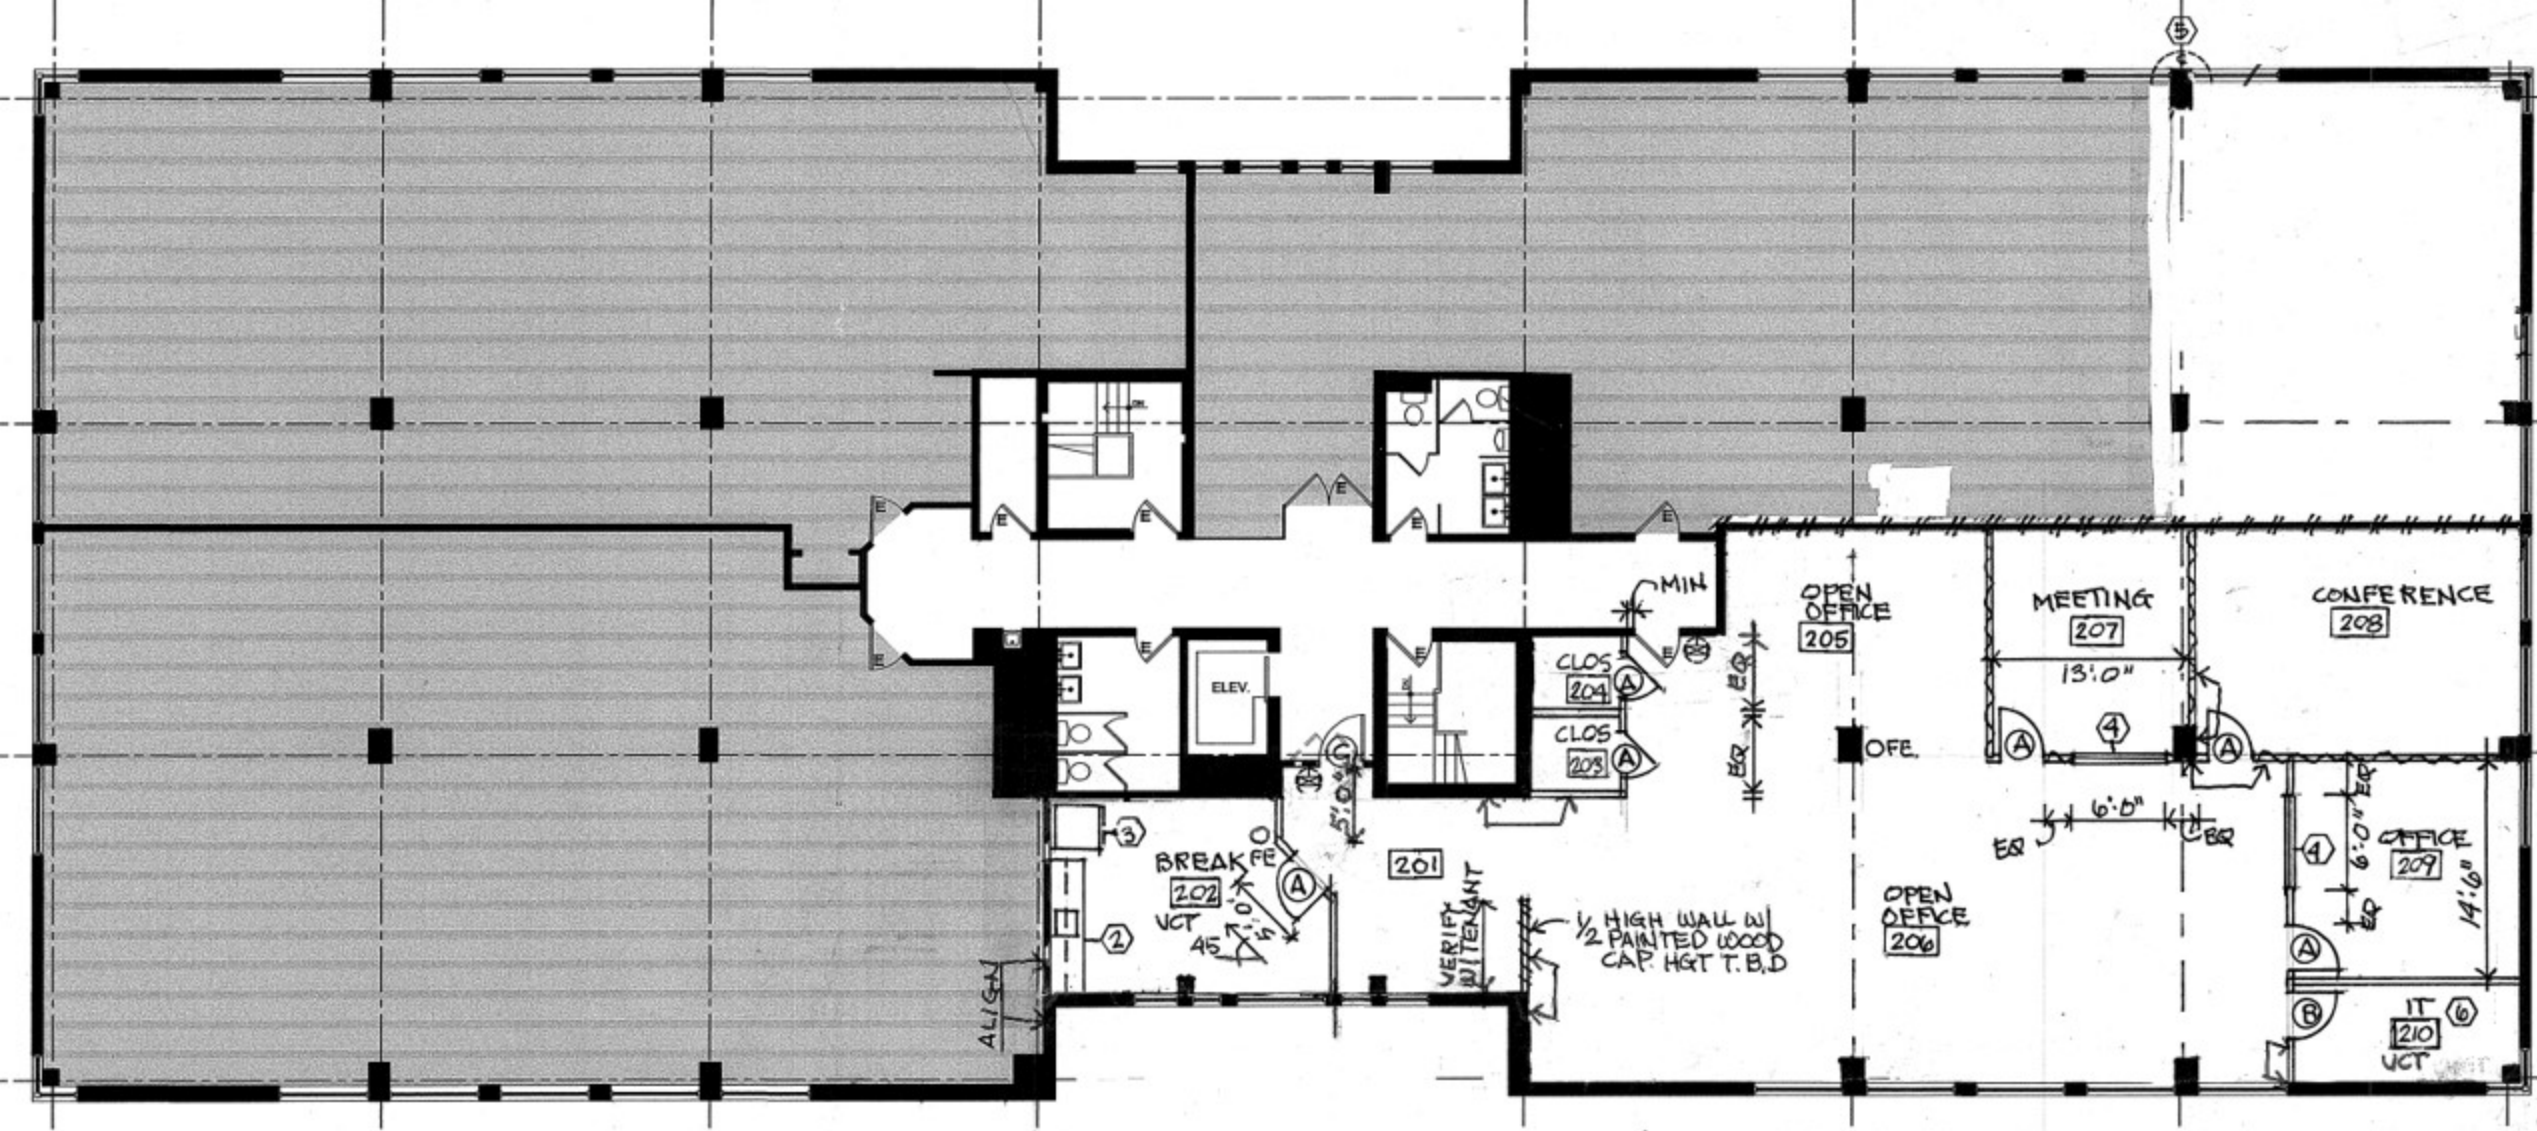 5
DN
E
E
E
E
E
E
E
E
E
E
MIN
OPEN
OFFICE
205
MEETING
207
13'-0"
CONFERENCE
208
ELEV.
DN
CLOS
204
A
CLOS
203
A
EQ
EQ
C
5'-0"
OFE.
A
4
A
3
BREAK
202
VCT
FE
A
201
2
45
5'-0"
ALIGN
VERIFY
W/TENANT
1/2 HIGH WALL W/
PAINTED WOOD
CAP. HGT T.B.D
OPEN
OFFICE
206
EQ
6'-0"
EQ
EQ
6'-0"
EQ
4
OFFICE
209
14'-6"
A
B
IT
210
6
VCT